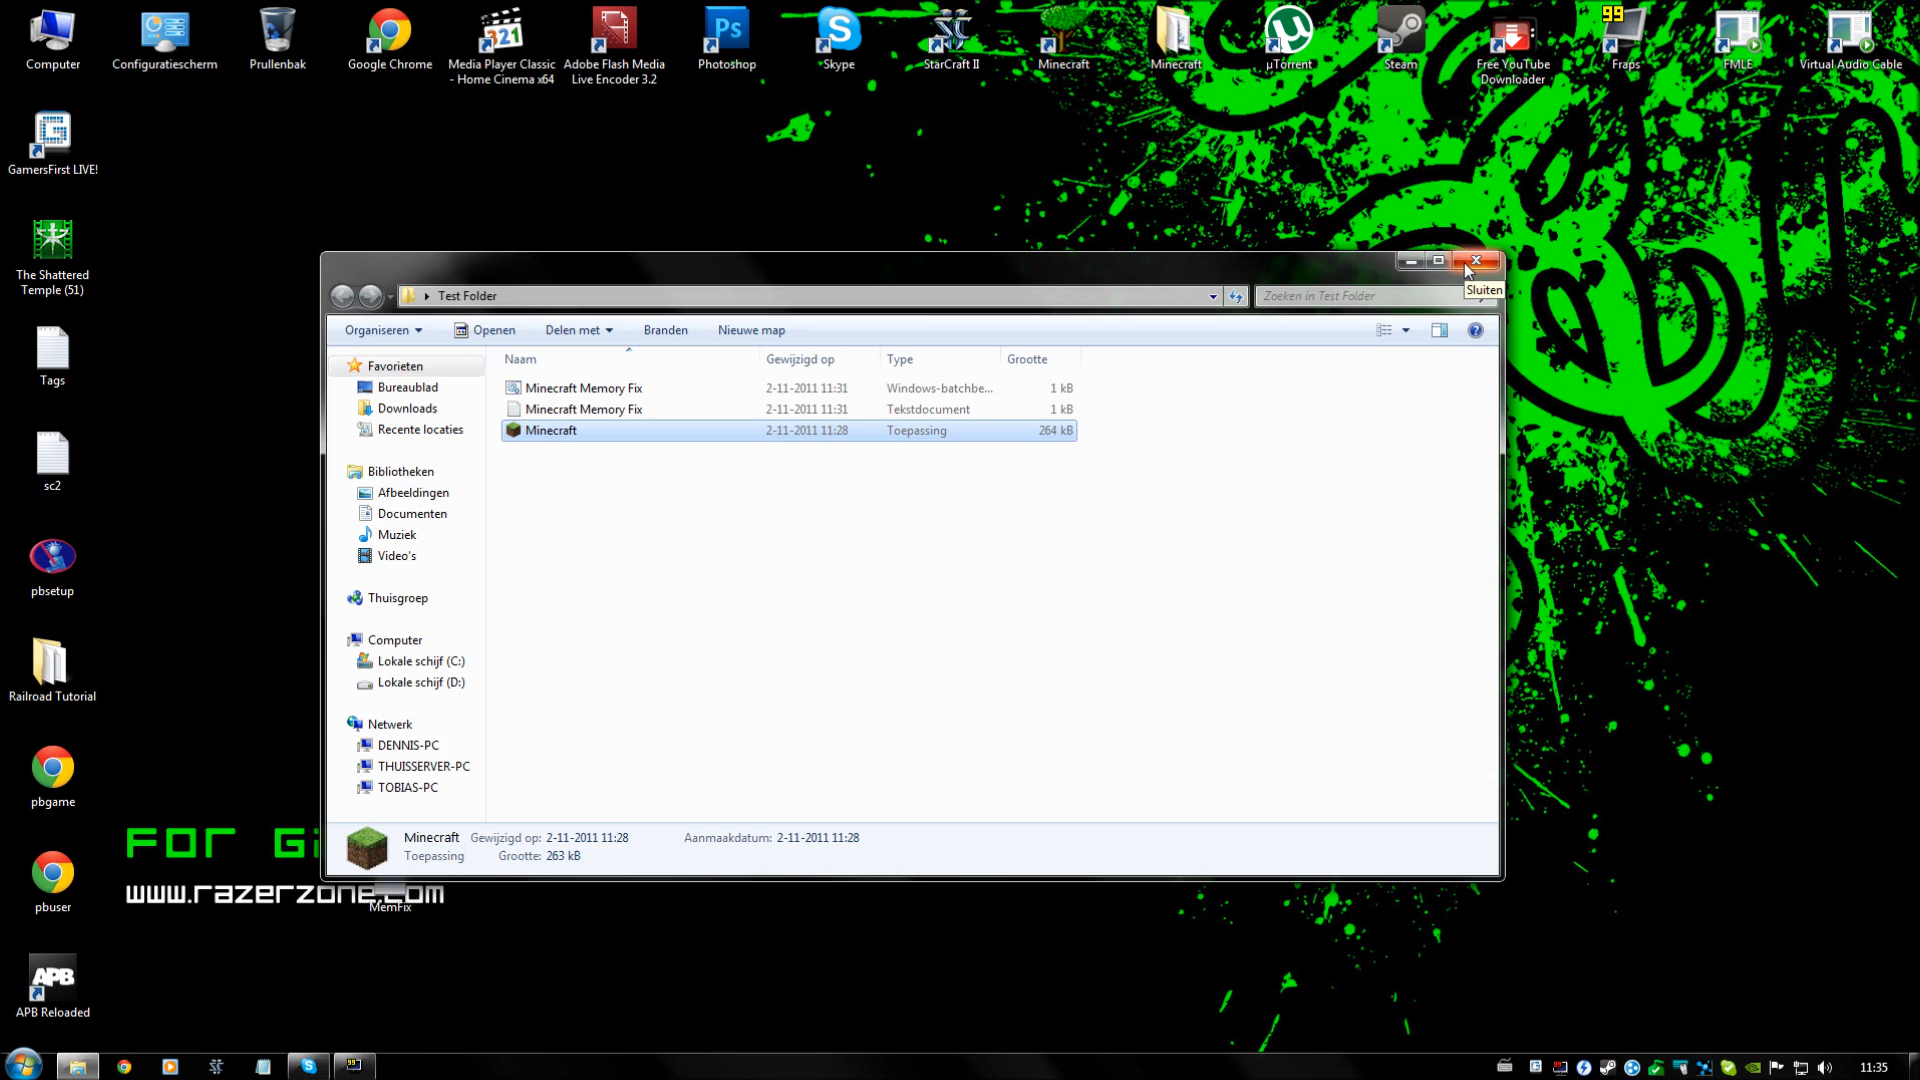 Computer
Configuratiescherm
Prullenbak
Google Chrome
Media Player Classic
- Home Cinema x64
Adobe Flash Media
Live Encoder 3.2
Photoshop
Skype
StarCraft II
Minecraft
Minecraft
µTorrent
Steam
Free YouTube
Downloader
99
Fraps
FMLE
Virtual Audio Cable
GamersFirst LIVE!
The Shattered
Temple (51)
Tags
sc2
pbsetup
Railroad Tutorial
pbgame
pbuser
APB
APB Reloaded
Sluiten
Test Folder
Zoeken in Test Folder
Organiseren
Openen
Delen met
Branden
Nieuwe map
Naam
Gewijzigd op
Type
Grootte
Minecraft Memory Fix 2-11-2011 11:31 Windows-batchbe... 1 kB
Minecraft Memory Fix 2-11-2011 11:31 Tekstdocument 1 kB
Minecraft 2-11-2011 11:28 Toepassing 264 kB
Favorieten
Bureaublad
Downloads
Recente locaties
Bibliotheken
Afbeeldingen
Documenten
Muziek
Video's
Thuisgroep
Computer
Lokale schijf (C:)
Lokale schijf (D:)
Netwerk
DENNIS-PC
THUISSERVER-PC
TOBIAS-PC
Minecraft Gewijzigd op: 2-11-2011 11:28 Aanmaakdatum: 2-11-2011 11:28
Toepassing Grootte: 263 kB
FOR G
www.razerzone.com
MemFix
11:35